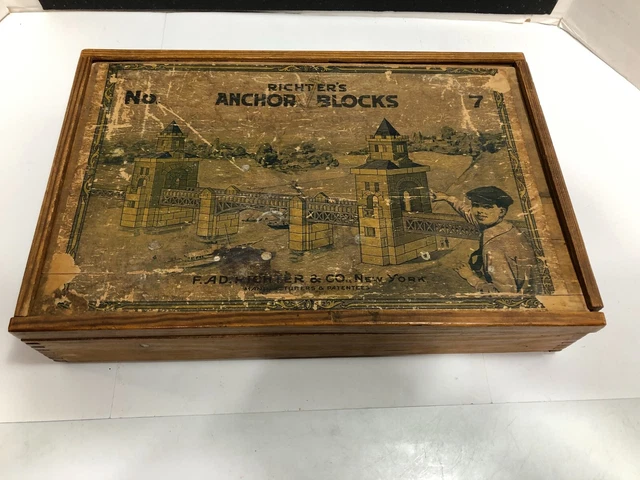 RICHTER'S
No. ANCHOR BLOCKS 7
F. AD. RICHTER & CO., NEW YORK
MANUFACTURERS & PATENTEES